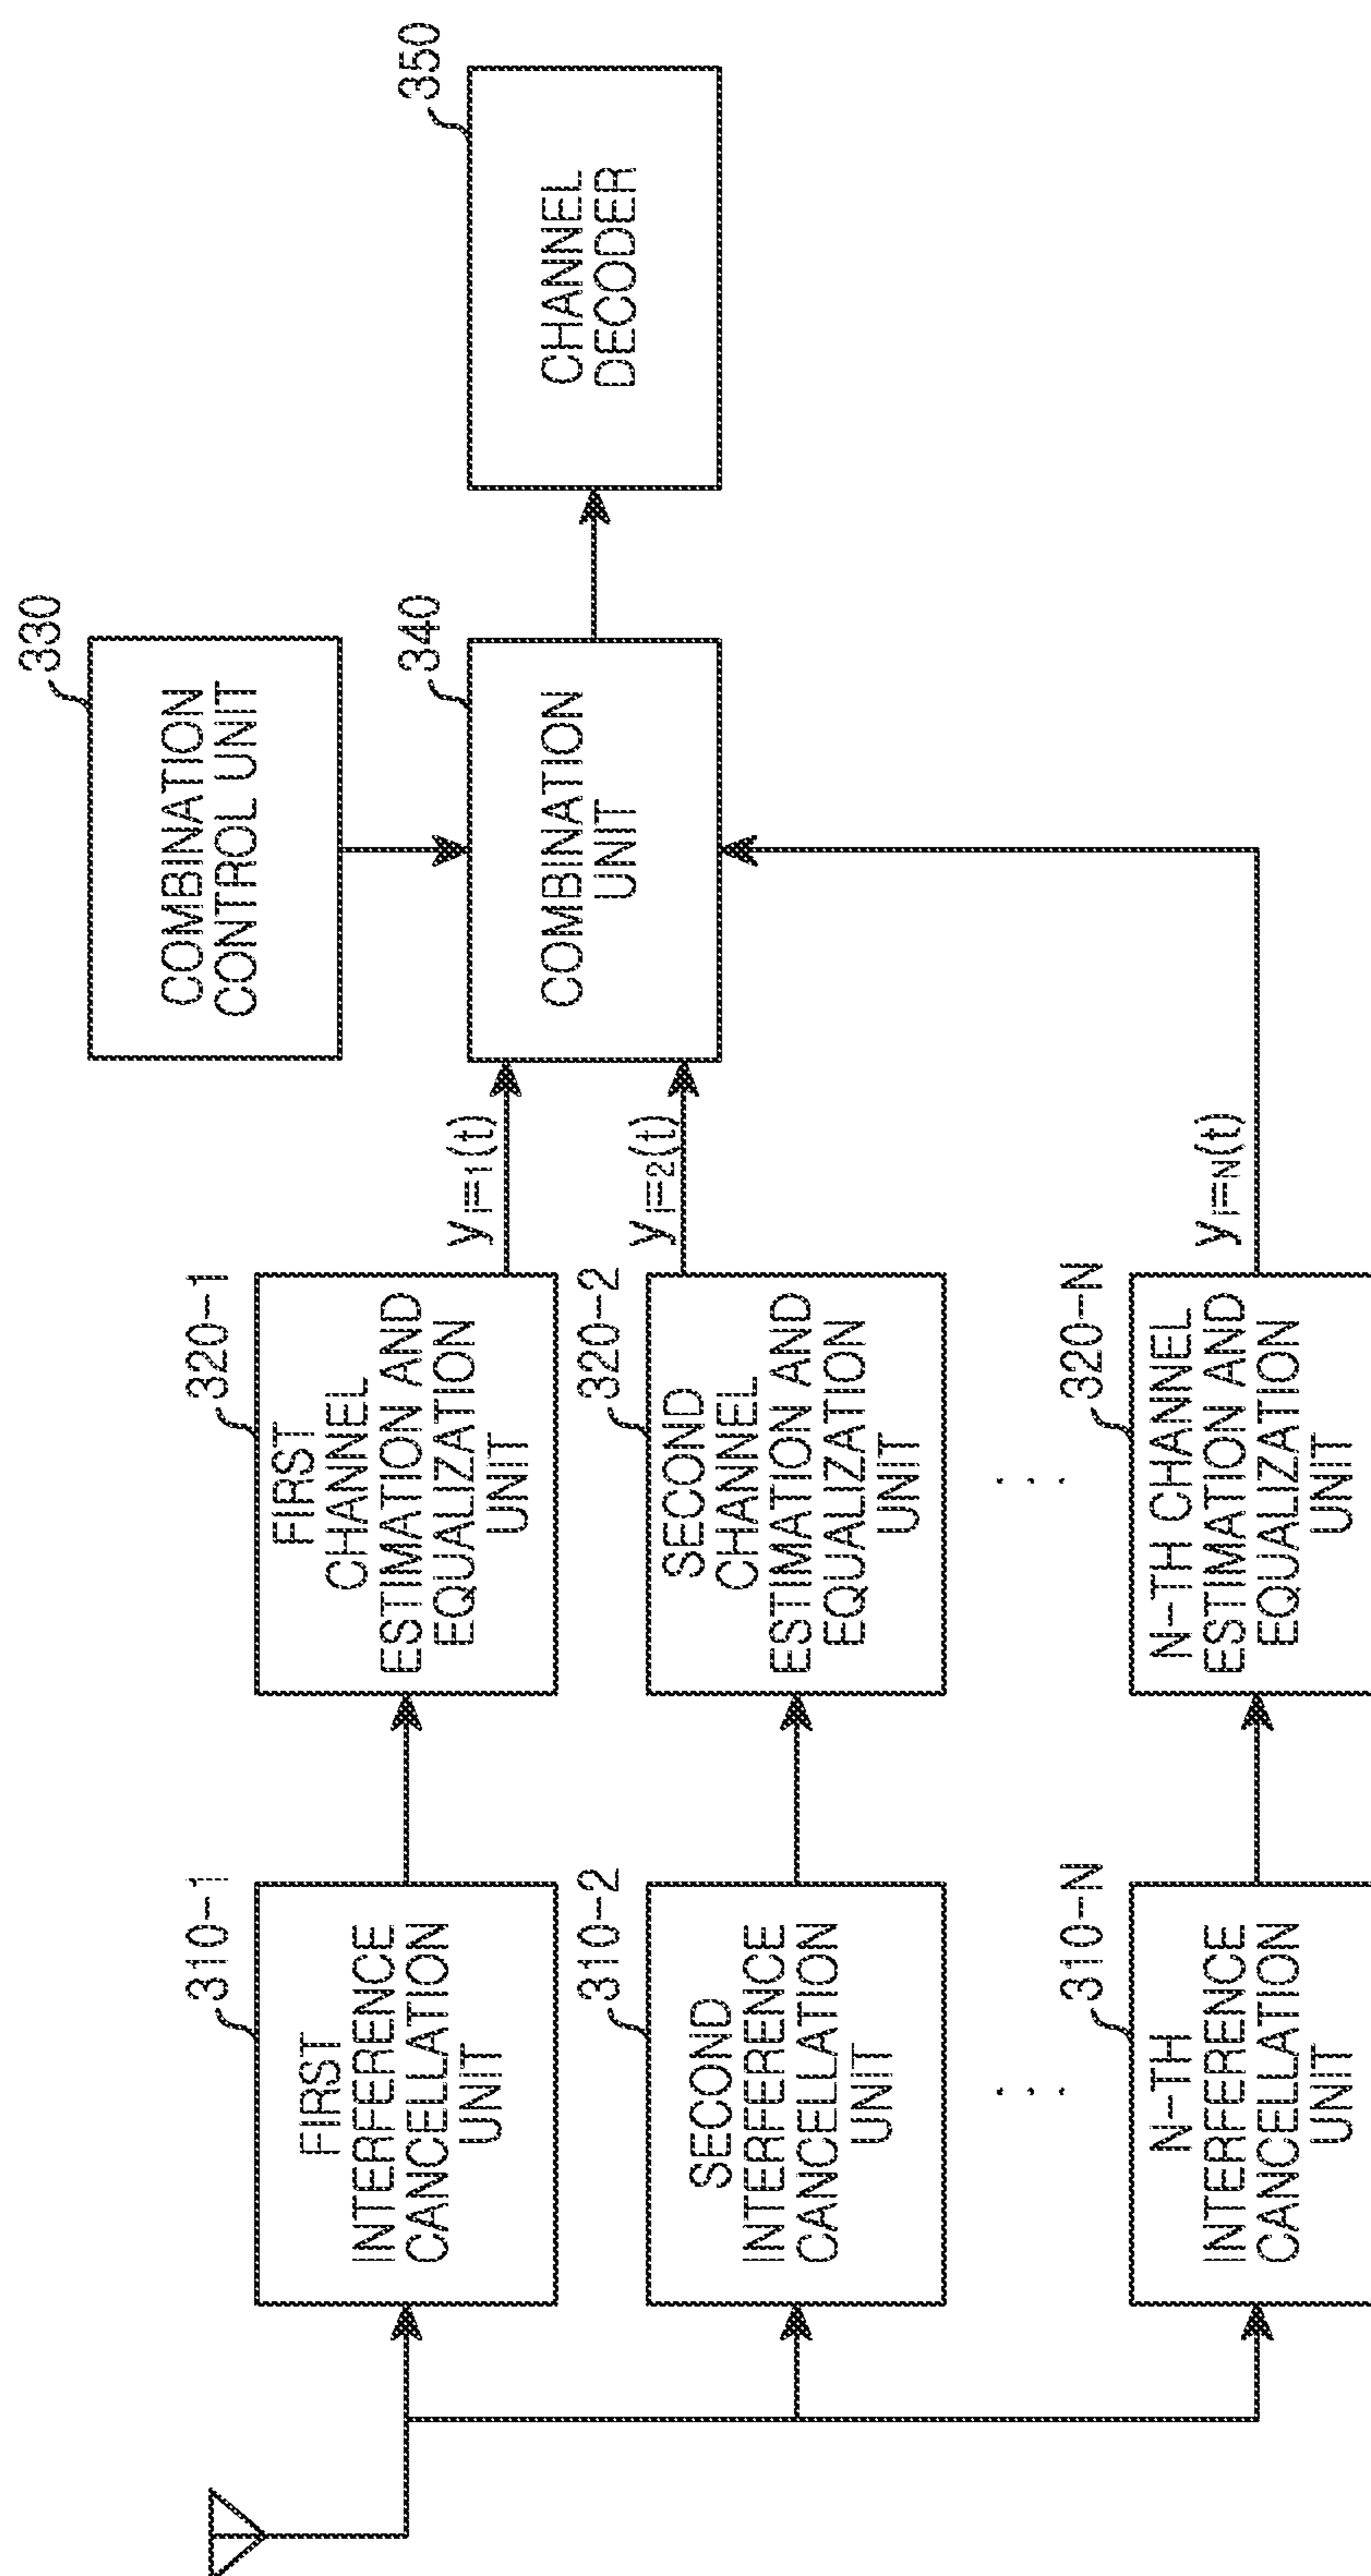 330
COMBINATION
CONTROL UNIT
350
CHANNEL
DECODER
340
COMBINATION
UNIT
310-1
FIRST
INTERFERENCE
CANCELLATION
UNIT
320-1
FIRST
CHANNEL
ESTIMATION AND
EQUALIZATION
UNIT
y i=1(t)
310-2
SECOND
INTERFERENCE
CANCELLATION
UNIT
320-2
SECOND
CHANNEL
ESTIMATION AND
EQUALIZATION
UNIT
y i=2(t)
310-N
N-TH
INTERFERENCE
CANCELLATION
UNIT
320-N
N-TH CHANNEL
ESTIMATION AND
EQUALIZATION
UNIT
y i=N(t)